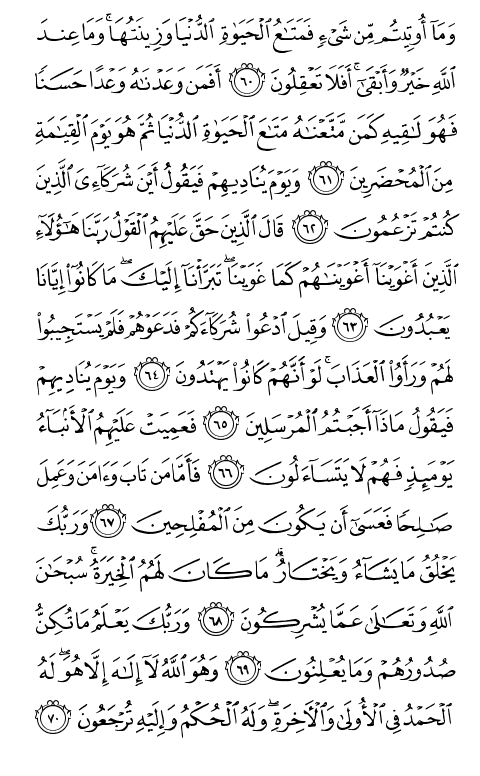 وَمَآ أُوتِيتُم مِّن شَىْءٍ فَمَتَـٰعُ ٱلْحَيَوٰةِ ٱلدُّنْيَا وَزِينَتُهَا ۚ وَمَا عِندَ
ٱللَّهِ خَيْرٌ وَأَبْقَىٰٓ ۚ أَفَلَا تَعْقِلُونَ ٦٠ أَفَمَن وَعَدْنَـٰهُ وَعْدًا حَسَنًا
فَهُوَ لَـٰقِيهِ كَمَن مَّتَّعْنَـٰهُ مَتَـٰعَ ٱلْحَيَوٰةِ ٱلدُّنْيَا ثُمَّ هُوَ يَوْمَ ٱلْقِيَـٰمَةِ
مِنَ ٱلْمُحْضَرِينَ ٦١ وَيَوْمَ يُنَادِيهِمْ فَيَقُولُ أَيْنَ شُرَكَآءِىَ ٱلَّذِينَ
كُنتُمْ تَزْعُمُونَ ٦٢ قَالَ ٱلَّذِينَ حَقَّ عَلَيْهِمُ ٱلْقَوْلُ رَبَّنَا هَـٰٓؤُلَآءِ
ٱلَّذِينَ أَغْوَيْنَآ أَغْوَيْنَـٰهُمْ كَمَا غَوَيْنَا ۖ تَبَرَّأْنَآ إِلَيْكَ ۖ مَا كَانُوٓا۟ إِيَّانَا
يَعْبُدُونَ ٦٣ وَقِيلَ ٱدْعُوا۟ شُرَكَآءَكُمْ فَدَعَوْهُمْ فَلَمْ يَسْتَجِيبُوا۟
لَهُمْ وَرَأَوُا۟ ٱلْعَذَابَ ۚ لَوْ أَنَّهُمْ كَانُوا۟ يَهْتَدُونَ ٦٤ وَيَوْمَ يُنَادِيهِمْ
فَيَقُولُ مَاذَآ أَجَبْتُمُ ٱلْمُرْسَلِينَ ٦٥ فَعَمِيَتْ عَلَيْهِمُ ٱلْأَنۢبَآءُ
يَوْمَئِذٍ فَهُمْ لَا يَتَسَآءَلُونَ ٦٦ فَأَمَّا مَن تَابَ وَءَامَنَ وَعَمِلَ
صَـٰلِحًا فَعَسَىٰٓ أَن يَكُونَ مِنَ ٱلْمُفْلِحِينَ ٦٧ وَرَبُّكَ
يَخْلُقُ مَا يَشَآءُ وَيَخْتَارُ ۗ مَا كَانَ لَهُمُ ٱلْخِيَرَةُ ۚ سُبْحَـٰنَ
ٱللَّهِ وَتَعَـٰلَىٰ عَمَّا يُشْرِكُونَ ٦٨ وَرَبُّكَ يَعْلَمُ مَا تُكِنُّ
صُدُورُهُمْ وَمَا يُعْلِنُونَ ٦٩ وَهُوَ ٱللَّهُ لَآ إِلَـٰهَ إِلَّا هُوَ ۖ لَهُ
ٱلْحَمْدُ فِى ٱلْأُولَىٰ وَٱلْـَٔاخِرَةِ ۖ وَلَهُ ٱلْحُكْمُ وَإِلَيْهِ تُرْجَعُونَ ٧٠